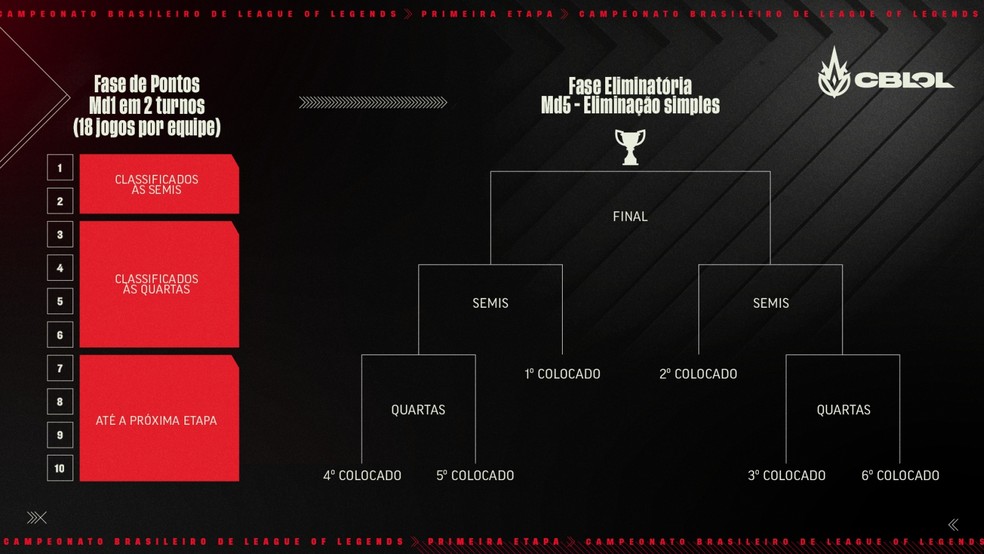 CAMPEONATO BRASILEIRO DE LEAGUE OF LEGENDS PRIMEIRA ETAPA CAMPEONATO BRASILEIRO DE LEAGUE OF LEGENDS
CBLOL
Fase de Pontos
Md1 em 2 turnos
(18 jogos por equipe)
1
2
CLASSIFICADOS
ÀS SEMIS
3
4
5
6
CLASSIFICADOS
ÀS QUARTAS
7
8
9
10
ATÉ A PRÓXIMA ETAPA
Fase Eliminatória
Md5 - Eliminação simples
FINAL
SEMIS
SEMIS
1º COLOCADO
2º COLOCADO
QUARTAS
QUARTAS
4º COLOCADO
5º COLOCADO
3º COLOCADO
6º COLOCADO
CAMPEONATO BRASILEIRO DE LEAGUE OF LEGENDS PRIMEIRA ETAPA CAMPEONATO BRASILEIRO DE LEAGUE OF LEGENDS